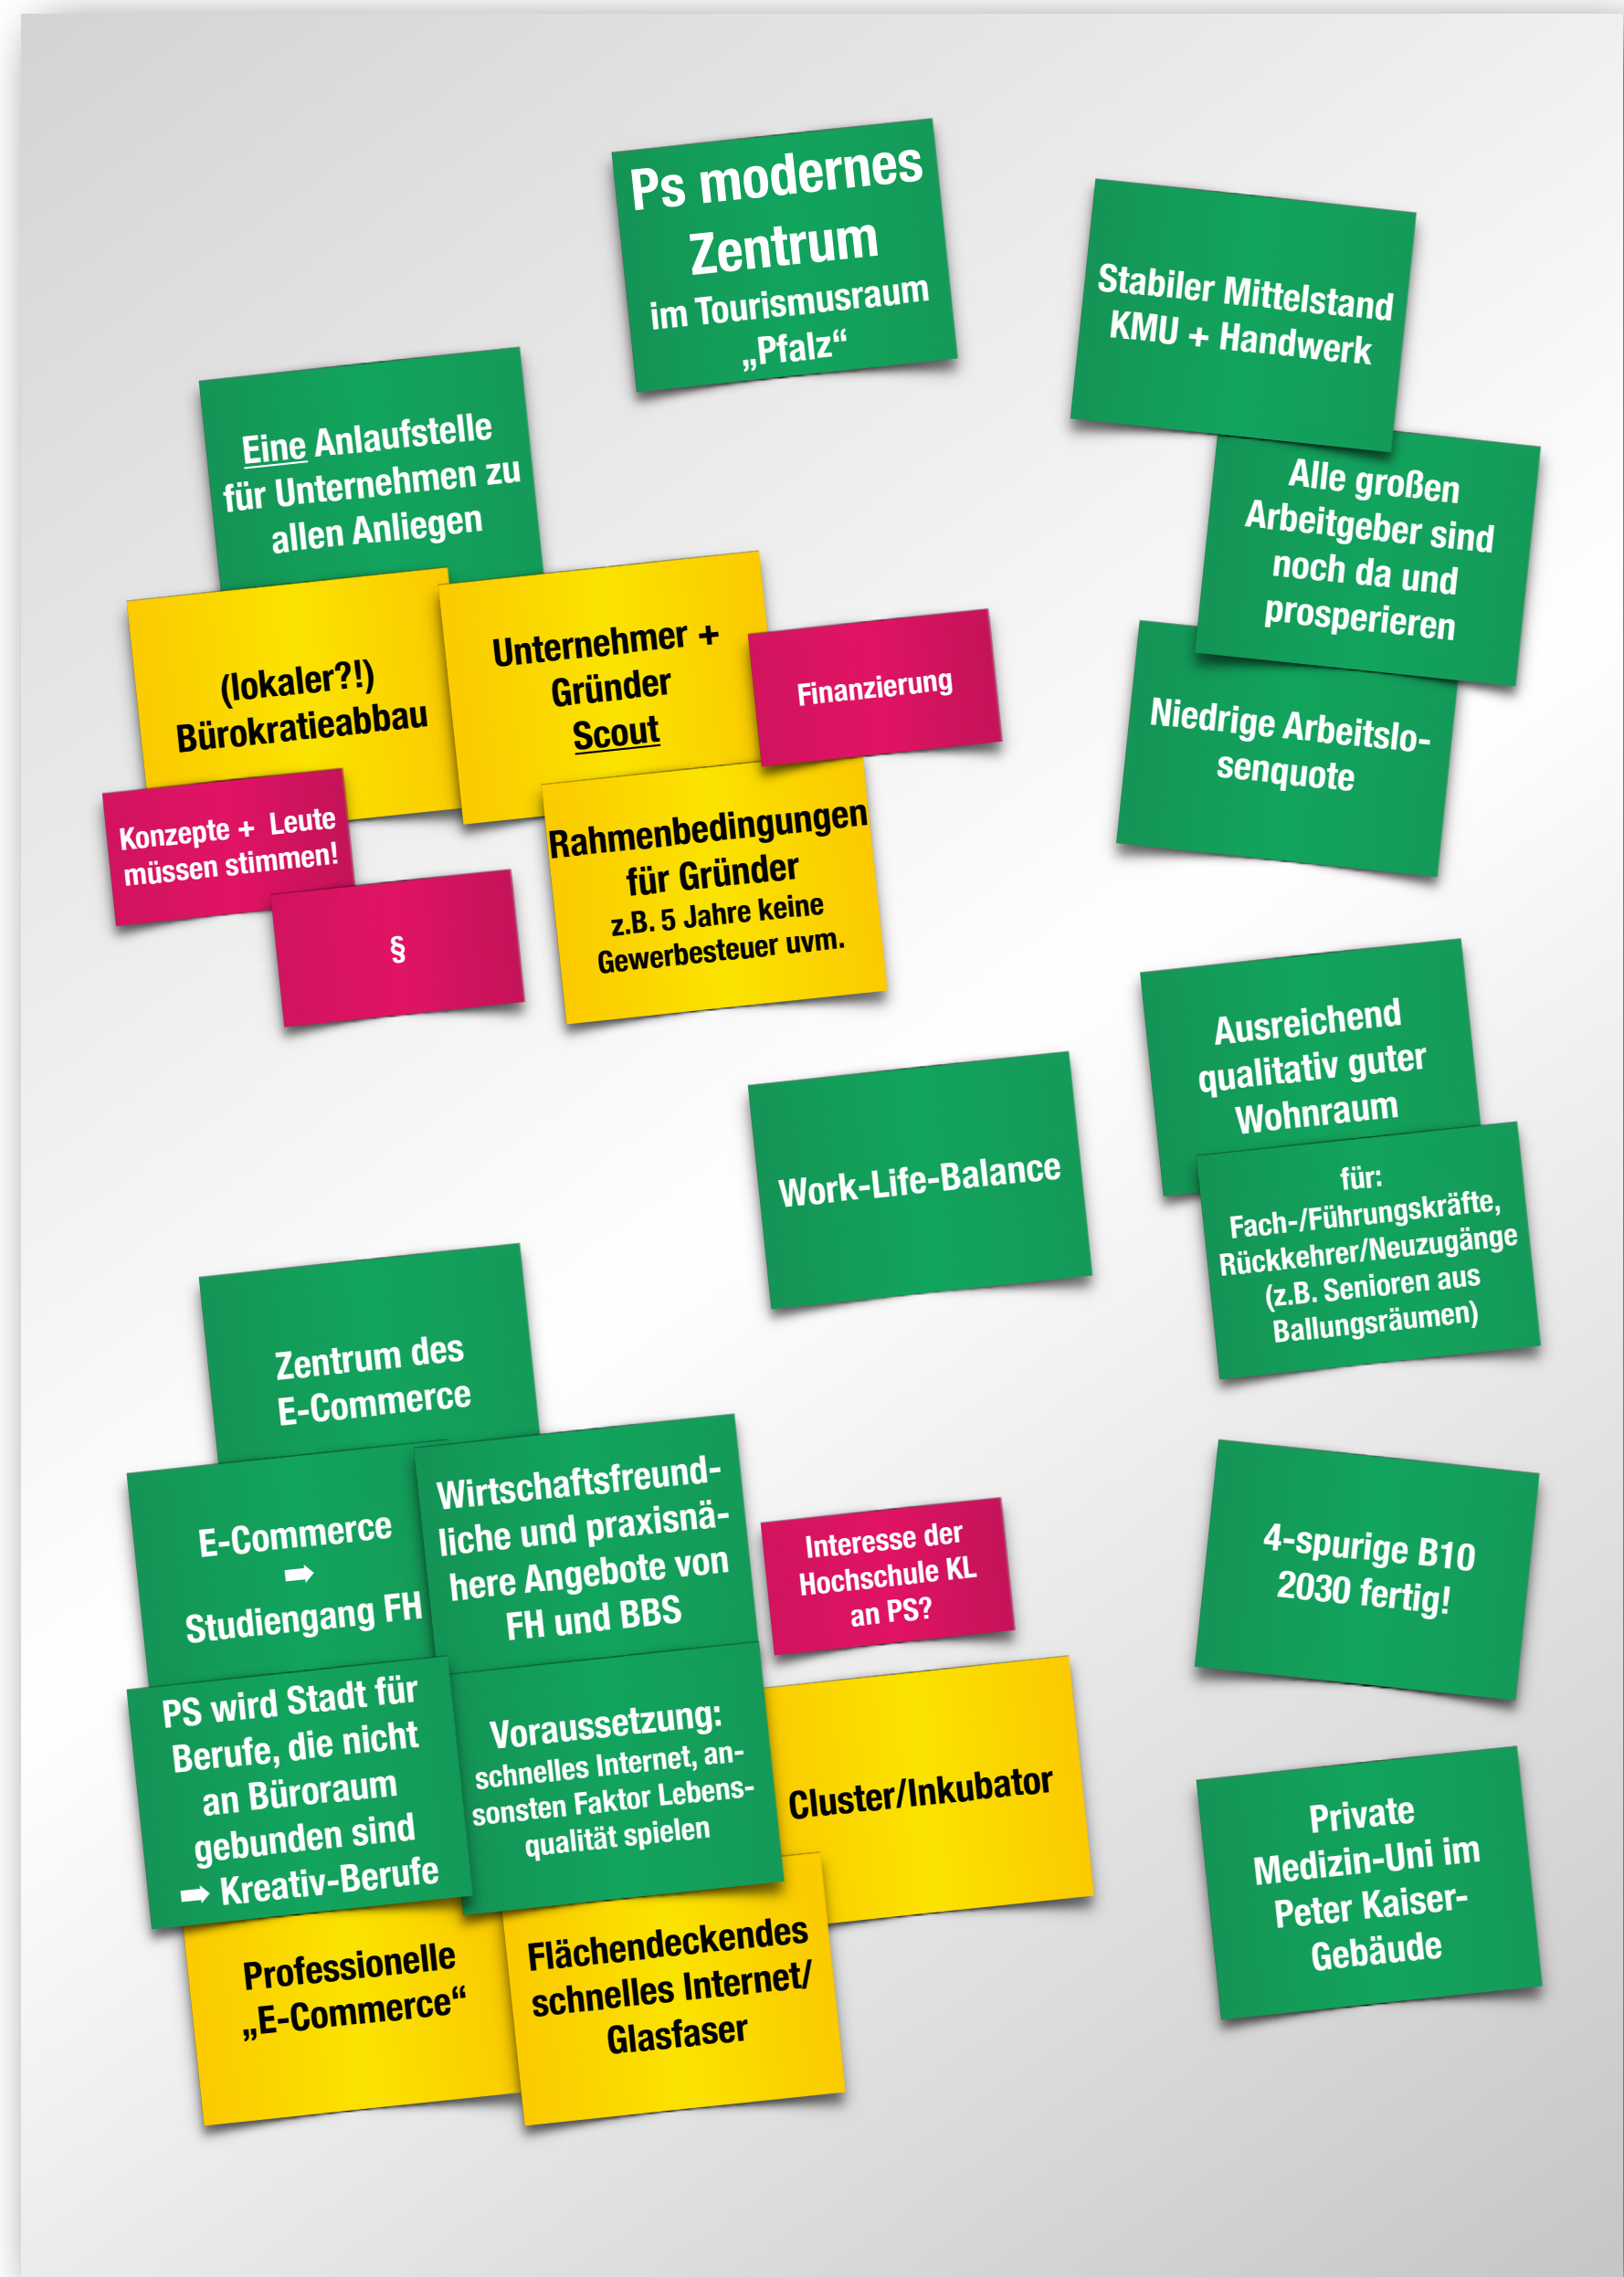 Ps modernes
Zentrum
im Tourismusraum
„Pfalz“
Stabiler Mittelstand
KMU + Handwerk
Alle großen
Arbeitgeber sind
noch da und
prosperieren
Niedrige Arbeitslo-
senquote
Eine Anlaufstelle
für Unternehmen zu
allen Anliegen
(lokaler?!)
Bürokratieabbau
Unternehmer +
Gründer
Scout
Finanzierung
Konzepte + Leute
müssen stimmen!
§
Rahmenbedingungen
für Gründer
z.B. 5 Jahre keine
Gewerbesteuer uvm.
Ausreichend
qualitativ guter
Wohnraum
für:
Fach-/Führungskräfte,
Rückkehrer/Neuzugänge
(z.B. Senioren aus
Ballungsräumen)
Work-Life-Balance
Zentrum des
E-Commerce
E-Commerce
➡
Studiengang FH
Wirtschaftsfreund-
liche und praxisnä-
here Angebote von
FH und BBS
Interesse der
Hochschule KL
an PS?
PS wird Stadt für
Berufe, die nicht
an Büroraum
gebunden sind
➡ Kreativ-Berufe
Voraussetzung:
schnelles Internet, an-
sonsten Faktor Lebens-
qualität spielen
Cluster/Inkubator
Professionelle
„E-Commerce“
Flächendeckendes
schnelles Internet/
Glasfaser
4-spurige B10
2030 fertig!
Private
Medizin-Uni im
Peter Kaiser-
Gebäude